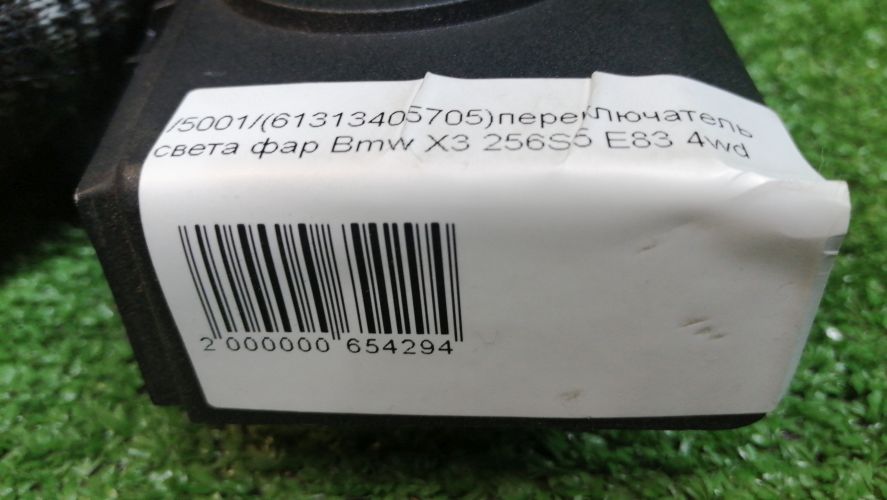 /5001/(61313405705)переключатель
света фар Bmw X3 256S5 E83 4wd
2 000000 654294